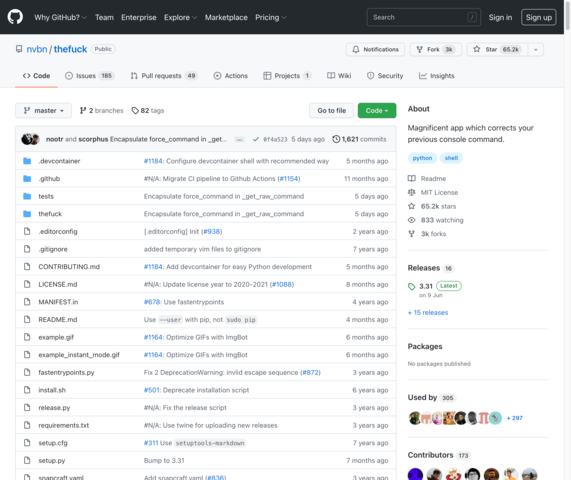 Why GitHub? Team Enterprise Explore Marketplace Pricing Search / Sign in Sign up
nvbn / thefuck Public Notifications Fork 3k Star 65.2k
Code Issues 185 Pull requests 49 Actions Projects 1 Wiki Security Insights
master 2 branches 82 tags Go to file Code
nootr and scorphus Encapsulate force_command in _get… … 0f4a523 5 days ago 1,621 commits
.devcontainer #1184: Configure devcontainer shell with recommended way 5 months ago
.github #N/A: Migrate CI pipeline to Github Actions (#1154) 11 months ago
tests Encapsulate force_command in _get_raw_command 5 days ago
thefuck Encapsulate force_command in _get_raw_command 5 days ago
.editorconfig [.editorconfig] Init (#938) 2 years ago
.gitignore added temporary vim files to gitignore 7 years ago
CONTRIBUTING.md #1184: Add devcontainer for easy Python development 5 months ago
LICENSE.md #N/A: Update license year to 2020-2021 (#1088) 8 months ago
MANIFEST.in #678: Use fastentrypoints 4 years ago
README.md Use --user with pip, not sudo pip 4 months ago
example.gif #1164: Optimize GIFs with ImgBot 6 months ago
example_instant_mode.gif #1164: Optimize GIFs with ImgBot 6 months ago
fastentrypoints.py Fix 2 DeprecationWarning: invlid escape sequence (#872) 3 years ago
install.sh #501: Deprecate installation script 6 years ago
release.py #N/A: Fix the release script 3 years ago
requirements.txt #N/A: Use twine for uploading new releases 3 years ago
setup.cfg #311 Use setuptools-markdown 7 years ago
setup.py Bump to 3.31 7 months ago
snapcraft.yaml Add snapcraft.yaml (#836) 3 years ago
About
Magnificent app which corrects your
previous console command.
python shell
Readme
MIT License
65.2k stars
833 watching
3k forks
Releases 16
3.31 Latest
on 9 Jun
+ 15 releases
Packages
No packages published
Used by 305
+ 297
Contributors 173